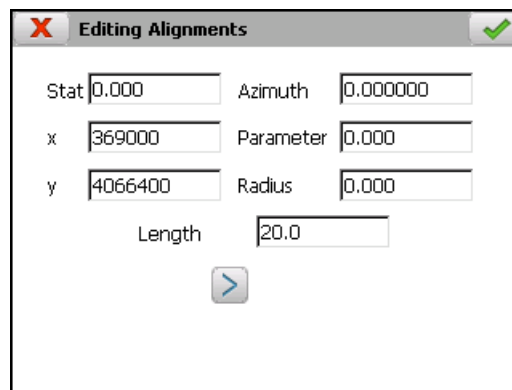 Editing Alignments
Stat 0.000 Azimuth 0.000000
x 369000 Parameter 0.000
y 4066400 Radius 0.000
Length 20.0